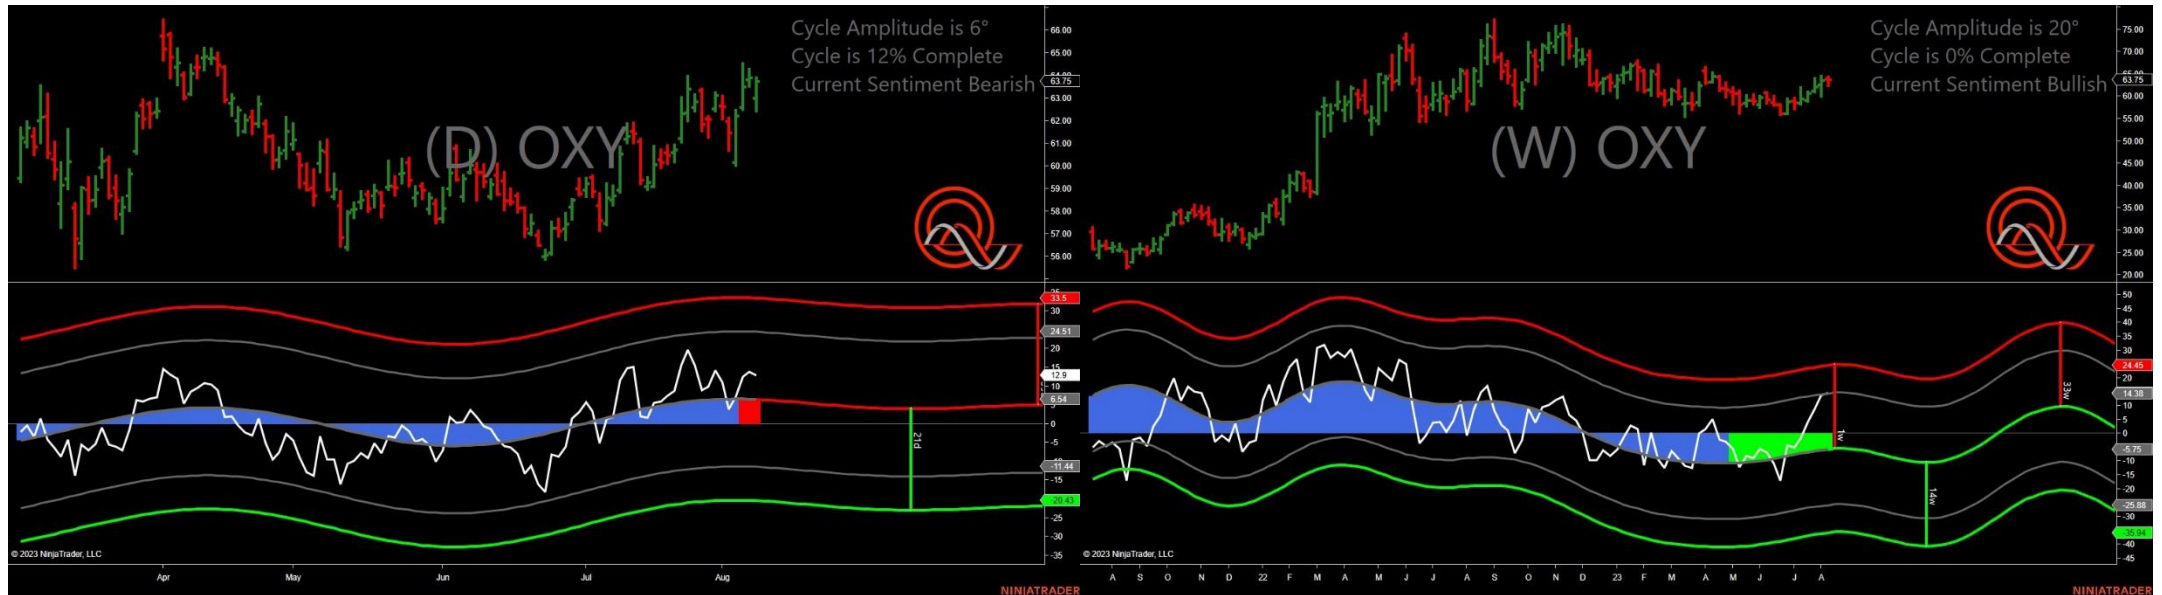 Cycle Amplitude is 6°
Cycle is 12% Complete
Current Sentiment Bearish
(D) OXY
66.00
65.00
64.00
63.75
63.00
62.00
61.00
60.00
59.00
58.00
57.00
56.00
33.5
30
24.51
20
15
12.9
10
6.54
5
0
-5
-11.44
-15
-20.43
-25
-30
-35
21d
© 2023 NinjaTrader, LLC
Apr
May
Jun
Jul
Aug
NINJATRADER
Cycle Amplitude is 20°
Cycle is 0% Complete
Current Sentiment Bullish
(W) OXY
75.00
70.00
65.00
63.75
60.00
55.00
50.00
45.00
40.00
35.00
30.00
25.00
20.00
50
45
40
35
30
24.45
20
14.38
10
5
0
-5.75
-10
-15
-20
-25.88
-30
-35.94
-40
-45
1w
14w
33w
© 2023 NinjaTrader, LLC
A S O N D 22 F M A M J J A S O N D 23 F M A M J J A
NINJATRADER